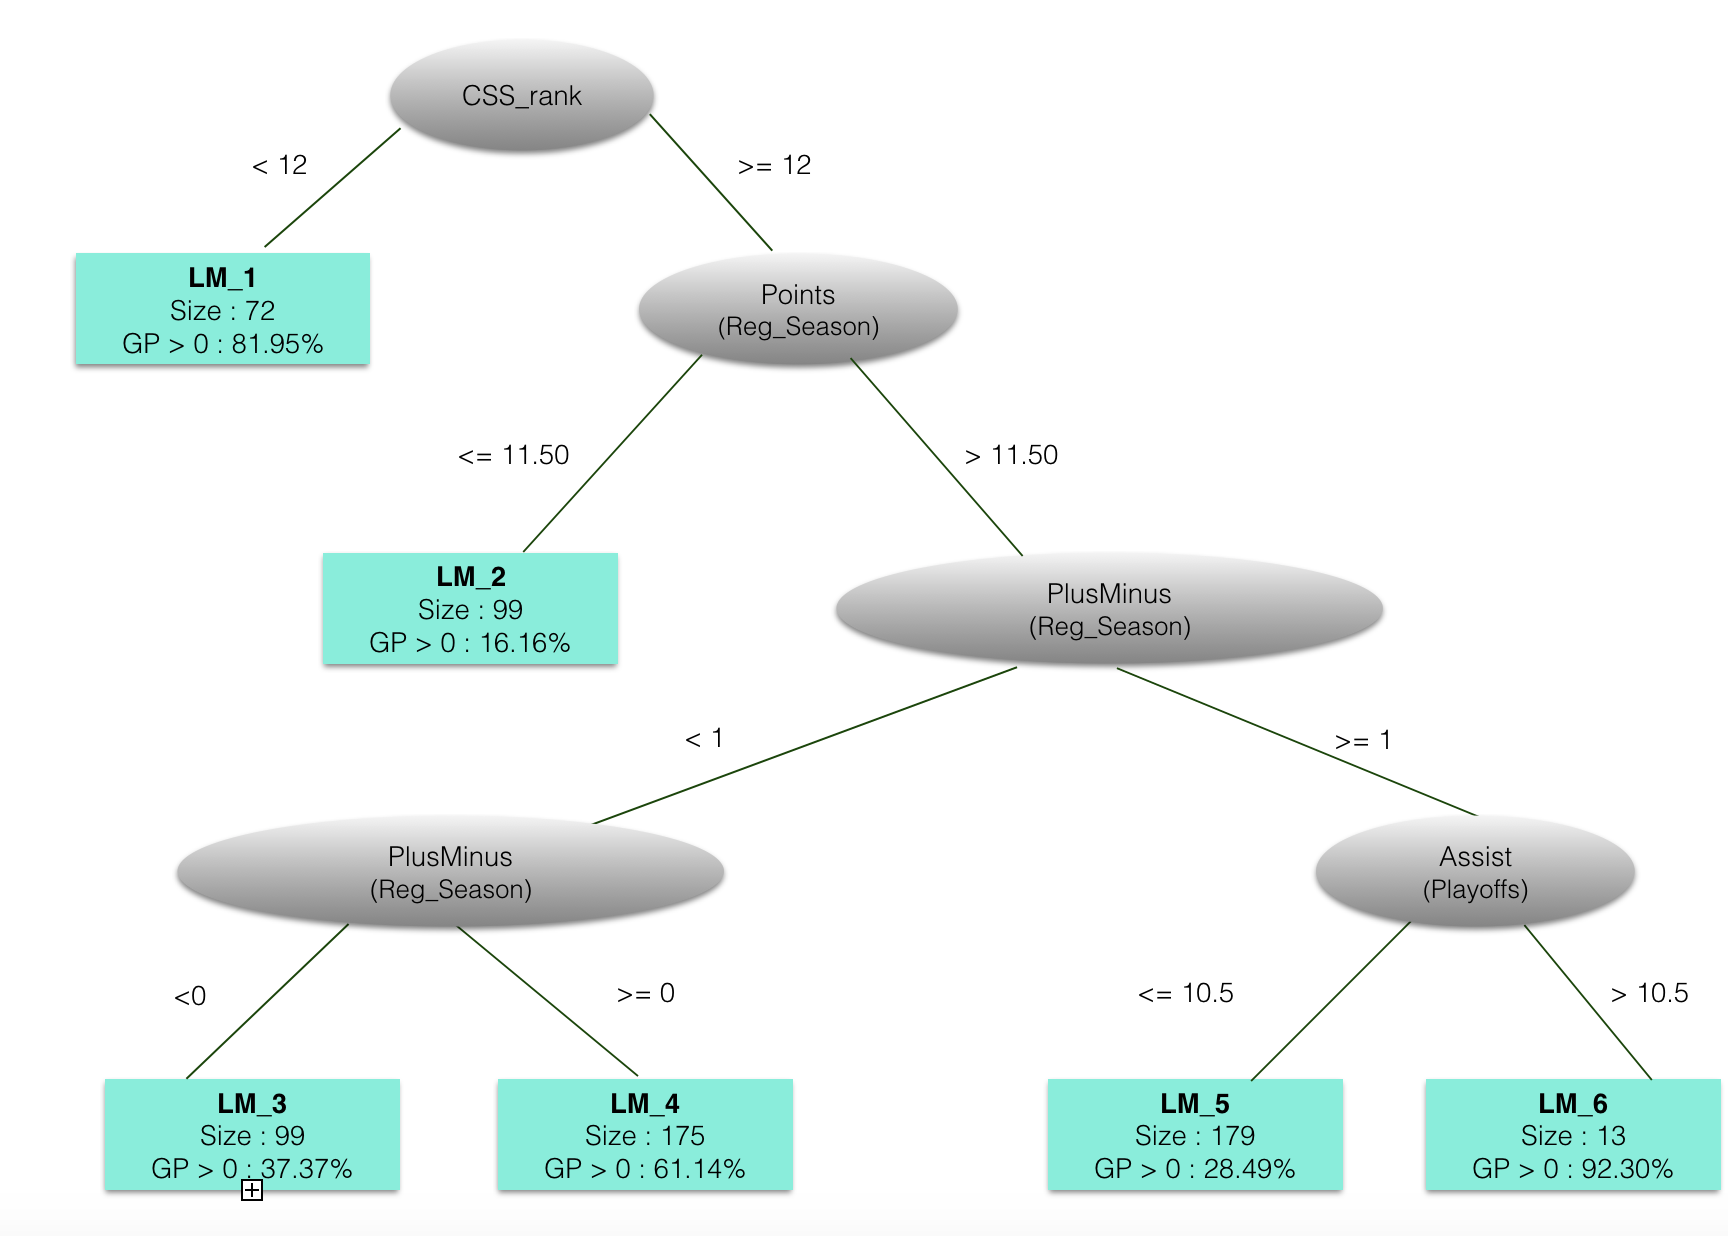 CSS_rank
< 12
>= 12
LM_1
Size : 72
GP > 0 : 81.95%
Points
(Reg_Season)
<= 11.50
> 11.50
LM_2
Size : 99
GP > 0 : 16.16%
PlusMinus
(Reg_Season)
< 1
>= 1
PlusMinus
(Reg_Season)
Assist
(Playoffs)
<0
>= 0
<= 10.5
> 10.5
LM_3
Size : 99
GP > 0 : 37.37%
LM_4
Size : 175
GP > 0 : 61.14%
LM_5
Size : 179
GP > 0 : 28.49%
LM_6
Size : 13
GP > 0 : 92.30%